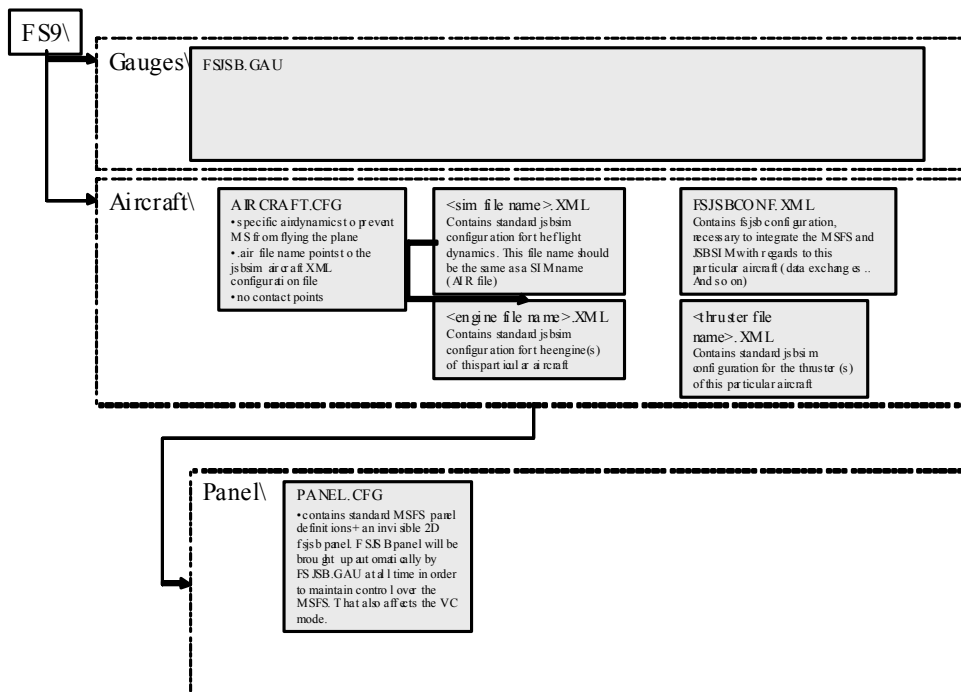 FS9\
Gauges\
FSJSB.GAU
Aircraft\
AIRCRAFT.CFG
•specific airdynamics to prevent
MS from flying the plane
•.air file name points to the
jsbsim aircraft XML
configuration file
•no contact points
<sim file name>.XML
Contains standard jsbsim
configuration for the flight
dynamics. This file name should
be the same as a SIM name
(AIR file)
FSJSBCONF.XML
Contains fsjsb configuration,
necessary to integrate the MSFS and
JSBSIM with regards to this
particular aircraft (data exchanges ..
And so on)
<engine file name>.XML
Contains standard jsbsim
configuration for the engine(s)
of this particular aircraft
<thruster file
name>.XML
Contains standard jsbsim
configuration for the thruster (s)
of this particular aircraft
Panel\
PANEL.CFG
•contains standard MSFS panel
definitions+ an invisible 2D
fsjsb panel. FSJSB panel will be
brought up automatically by
FSJSB.GAU at all time in order
to maintain control over the
MSFS. That also affects the VC
mode.